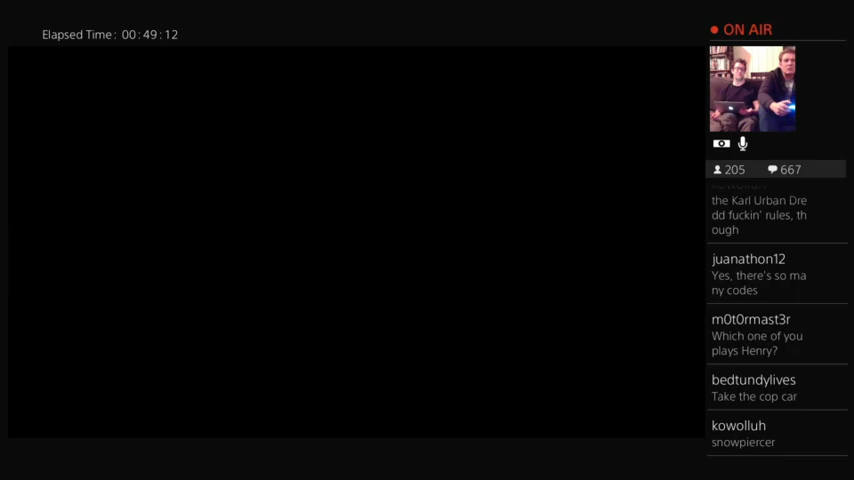 Elapsed Time: 00:49:12
ON AIR
205 667
the Karl Urban Dre
dd fuckin' rules, th
ough
juanathon12
Yes, there's so ma
ny codes
m0t0rmast3r
Which one of you
plays Henry?
bedtundylives
Take the cop car
kowolluh
snowpiercer